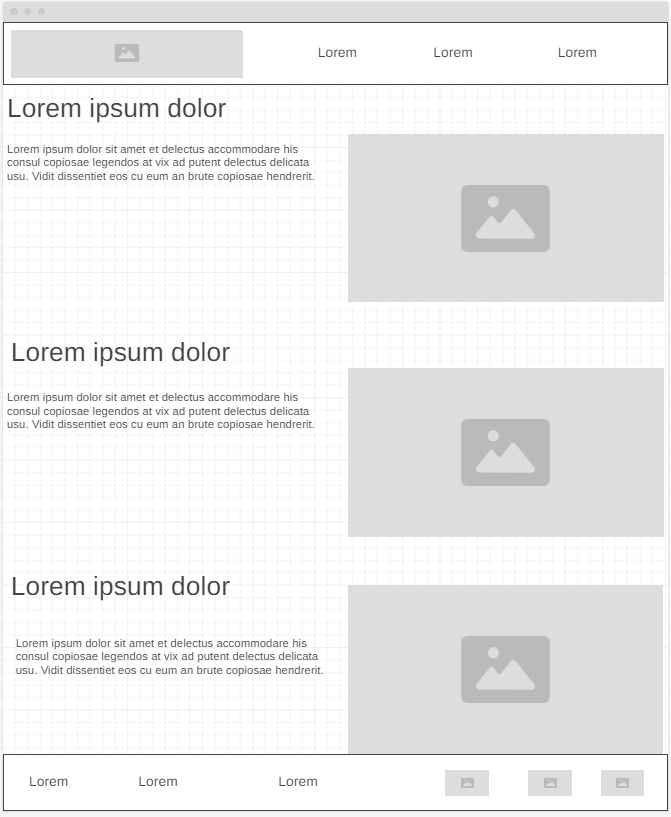 Lorem Lorem Lorem
Lorem ipsum dolor
Lorem ipsum dolor sit amet et delectus accommodare his
consul copiosae legendos at vix ad putent delectus delicata
usu. Vidit dissentiet eos cu eum an brute copiosae hendrerit.
Lorem ipsum dolor
Lorem ipsum dolor sit amet et delectus accommodare his
consul copiosae legendos at vix ad putent delectus delicata
usu. Vidit dissentiet eos cu eum an brute copiosae hendrerit.
Lorem ipsum dolor
Lorem ipsum dolor sit amet et delectus accommodare his
consul copiosae legendos at vix ad putent delectus delicata
usu. Vidit dissentiet eos cu eum an brute copiosae hendrerit.
Lorem Lorem Lorem